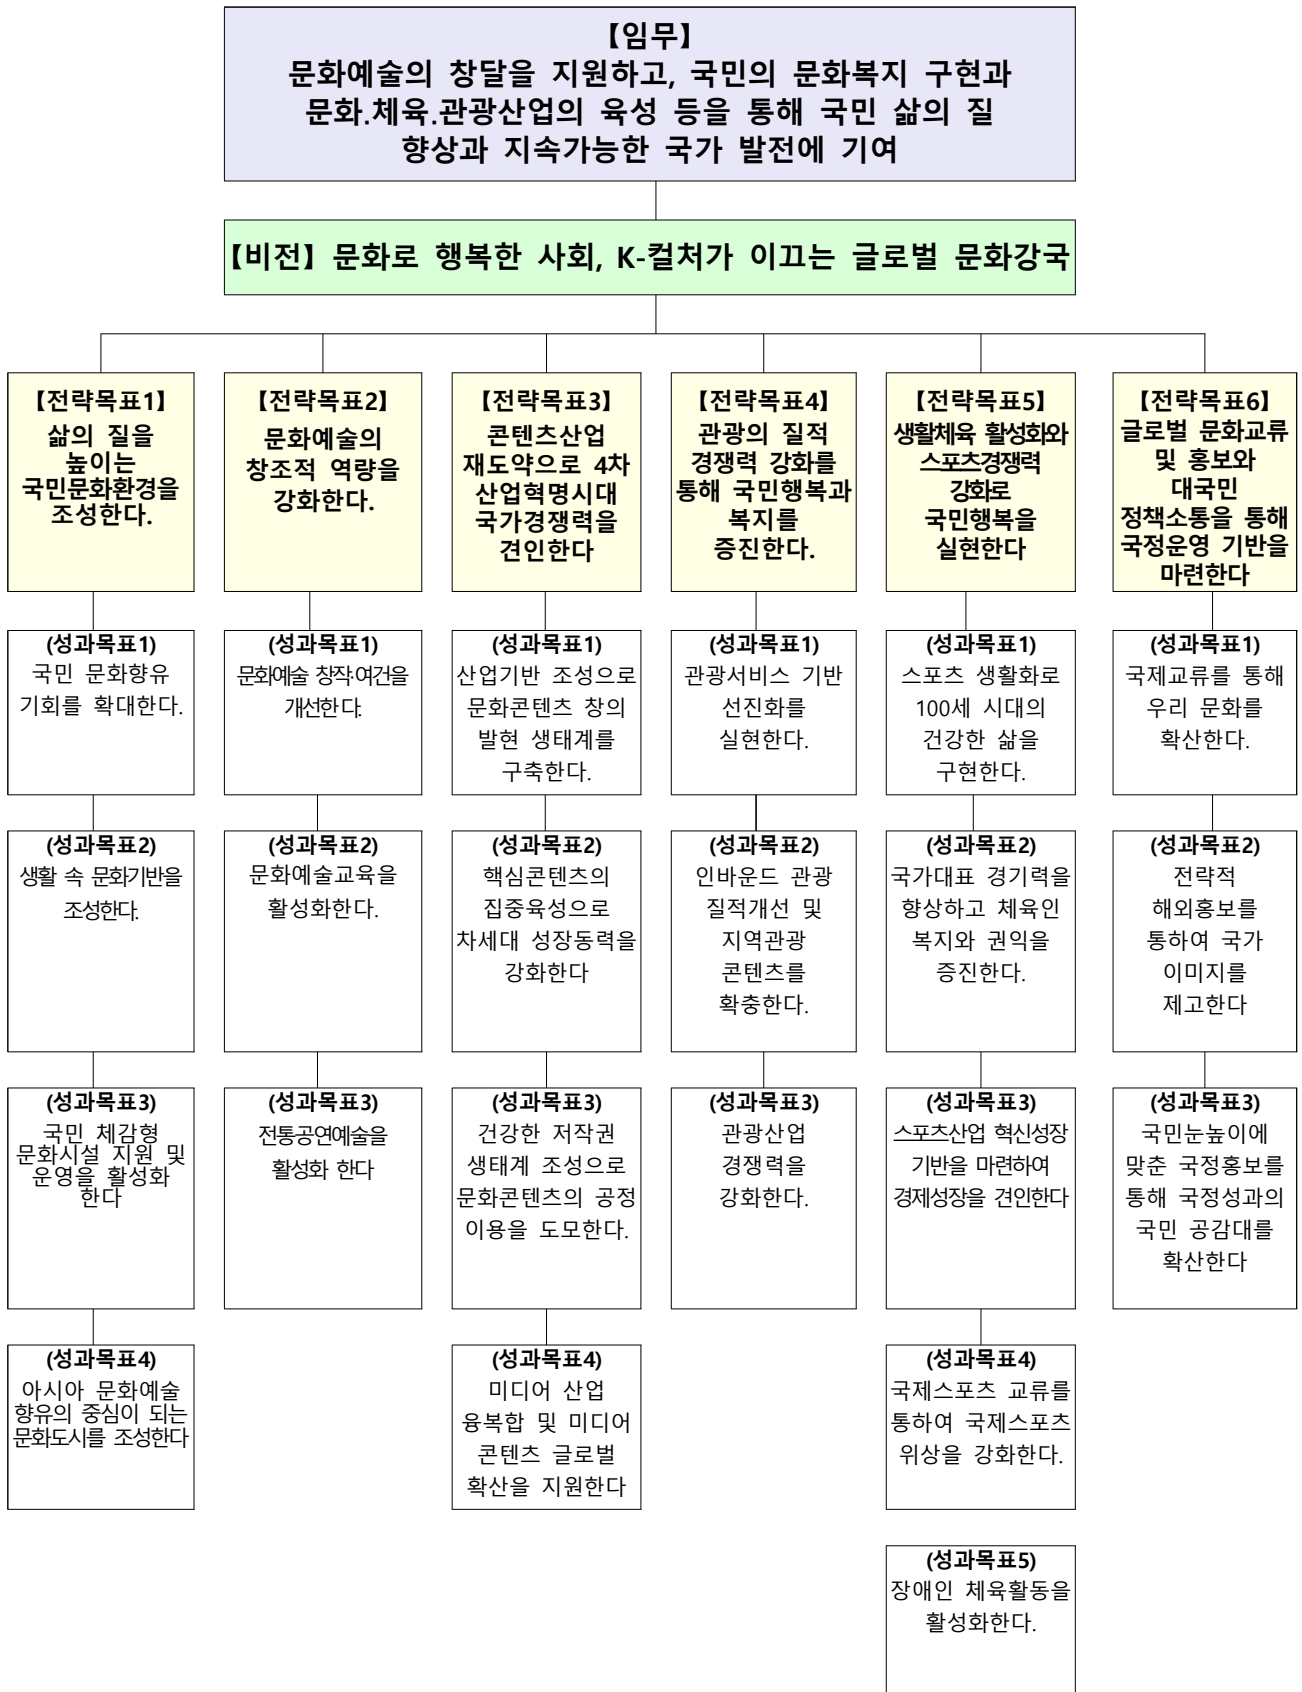 【임무】
문화예술의 창달을 지원하고, 국민의 문화복지 구현과
문화.체육.관광산업의 육성 등을 통해 국민 삶의 질
향상과 지속가능한 국가 발전에 기여
【비전】 문화로 행복한 사회, K-컬처가 이끄는 글로벌 문화강국
【전략목표1】
삶의 질을
높이는
국민문화환경을
조성한다.
【전략목표2】
문화예술의
창조적 역량을
강화한다.
【전략목표3】
콘텐츠산업
재도약으로 4차
산업혁명시대
국가경쟁력을
견인한다
【전략목표4】
관광의 질적
경쟁력 강화를
통해 국민행복과
복지를
증진한다.
【전략목표5】
생활체육 활성화와
스포츠경쟁력
강화로
국민행복을
실현한다
【전략목표6】
글로벌 문화교류
및 홍보와
대국민
정책소통을 통해
국정운영 기반을
마련한다
(성과목표1)
국민 문화향유
기회를 확대한다.
(성과목표1)
문화예술 창작·여건을
개선한다.
(성과목표1)
산업기반 조성으로
문화콘텐츠 창의
발현 생태계를
구축한다.
(성과목표1)
관광서비스 기반
선진화를
실현한다.
(성과목표1)
스포츠 생활화로
100세 시대의
건강한 삶을
구현한다.
(성과목표1)
국제교류를 통해
우리 문화를
확산한다.
(성과목표2)
생활 속 문화기반을
조성한다.
(성과목표2)
문화예술교육을
활성화한다.
(성과목표2)
핵심콘텐츠의
집중육성으로
차세대 성장동력을
강화한다
(성과목표2)
인바운드 관광
질적개선 및
지역관광
콘텐츠를
확충한다.
(성과목표2)
국가대표 경기력을
향상하고 체육인
복지와 권익을
증진한다.
(성과목표2)
전략적
해외홍보를
통하여 국가
이미지를
제고한다
(성과목표3)
국민 체감형
문화시설 지원 및
운영을 활성화
한다
(성과목표3)
전통공연예술을
활성화 한다
(성과목표3)
건강한 저작권
생태계 조성으로
문화콘텐츠의 공정
이용을 도모한다.
(성과목표3)
관광산업
경쟁력을
강화한다.
(성과목표3)
스포츠산업 혁신성장
기반을 마련하여
경제성장을 견인한다
(성과목표3)
국민눈높이에
맞춘 국정홍보를
통해 국정성과의
국민 공감대를
확산한다
(성과목표4)
아시아 문화예술
향유의 중심이 되는
문화도시를 조성한다
(성과목표4)
미디어 산업
융복합 및 미디어
콘텐츠 글로벌
확산을 지원한다
(성과목표4)
국제스포츠 교류를
통하여 국제스포츠
위상을 강화한다.
(성과목표5)
장애인 체육활동을
활성화한다.